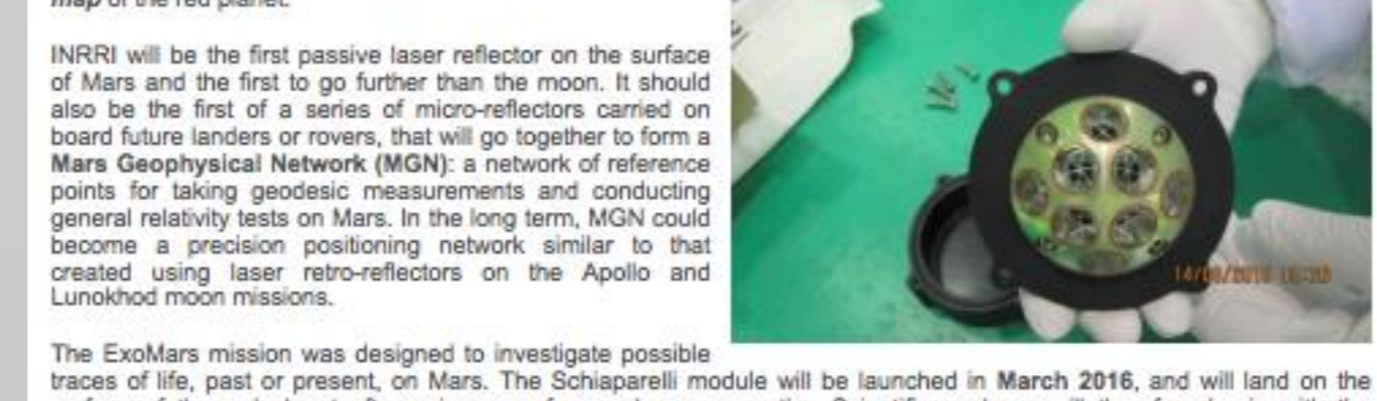 map of the red planet.
INRRI will be the first passive laser reflector on the surface
of Mars and the first to go further than the moon. It should
also be the first of a series of micro-reflectors carried on
board future landers or rovers, that will go together to form a
Mars Geophysical Network (MGN): a network of reference
points for taking geodesic measurements and conducting
general relativity tests on Mars. In the long term, MGN could
become a precision positioning network similar to that
created using laser retro-reflectors on the Apollo and
Lunokhod moon missions.
The ExoMars mission was designed to investigate possible
traces of life, past or present, on Mars. The Schiaparelli module will be launched in March 2016, and will land on the